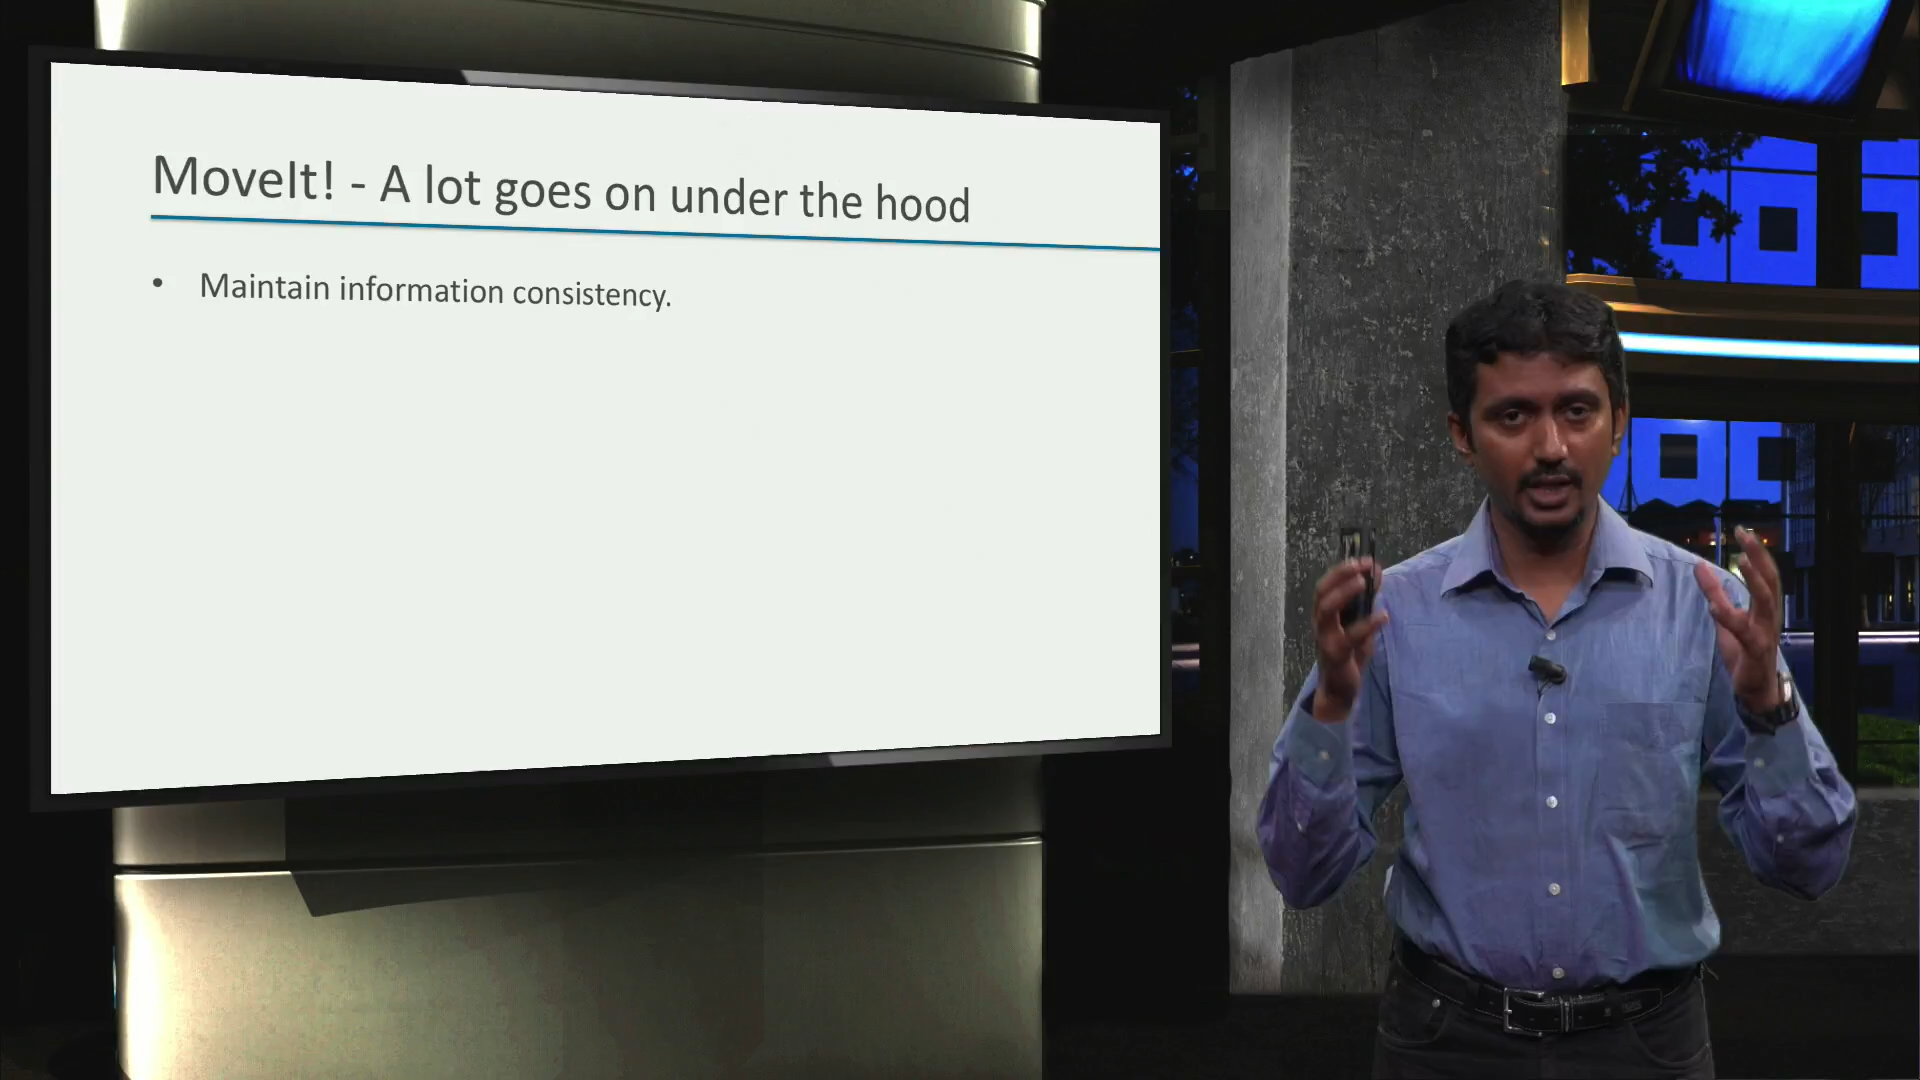 MoveIt! - A lot goes on under the hood
• Maintain information consistency.